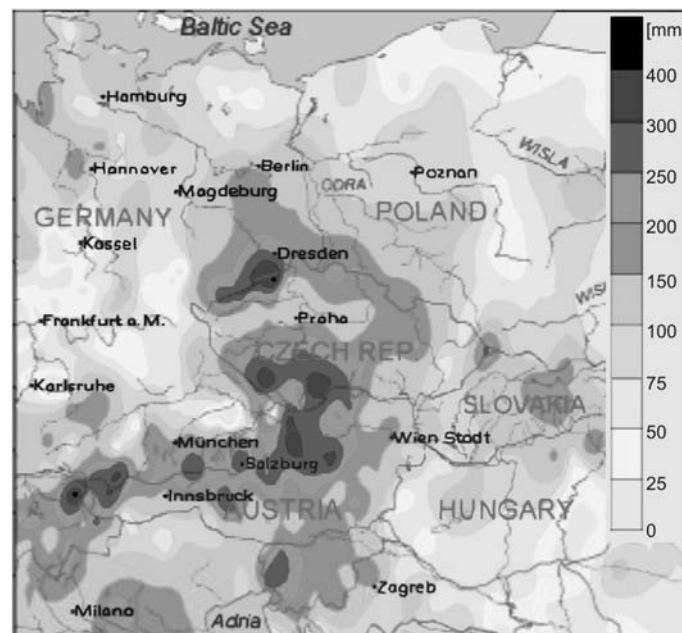 Baltic Sea
[mm
Hamburg
400
300
WISLA
Hannover
Berlin
Poznan
Magdeburg
ODRA
250
GERMANY
POLAND
200
Kassel
Dresden
150
Praha
Frankfurt a.M.
100
CZECH REP
Karlsruhe
75
SLOVAKIA
München
Wien Stadt
50
Salzburg
Innsbruck
25
AUSTRIA
HUNGARY
0
Zagreb
Milano
Adria